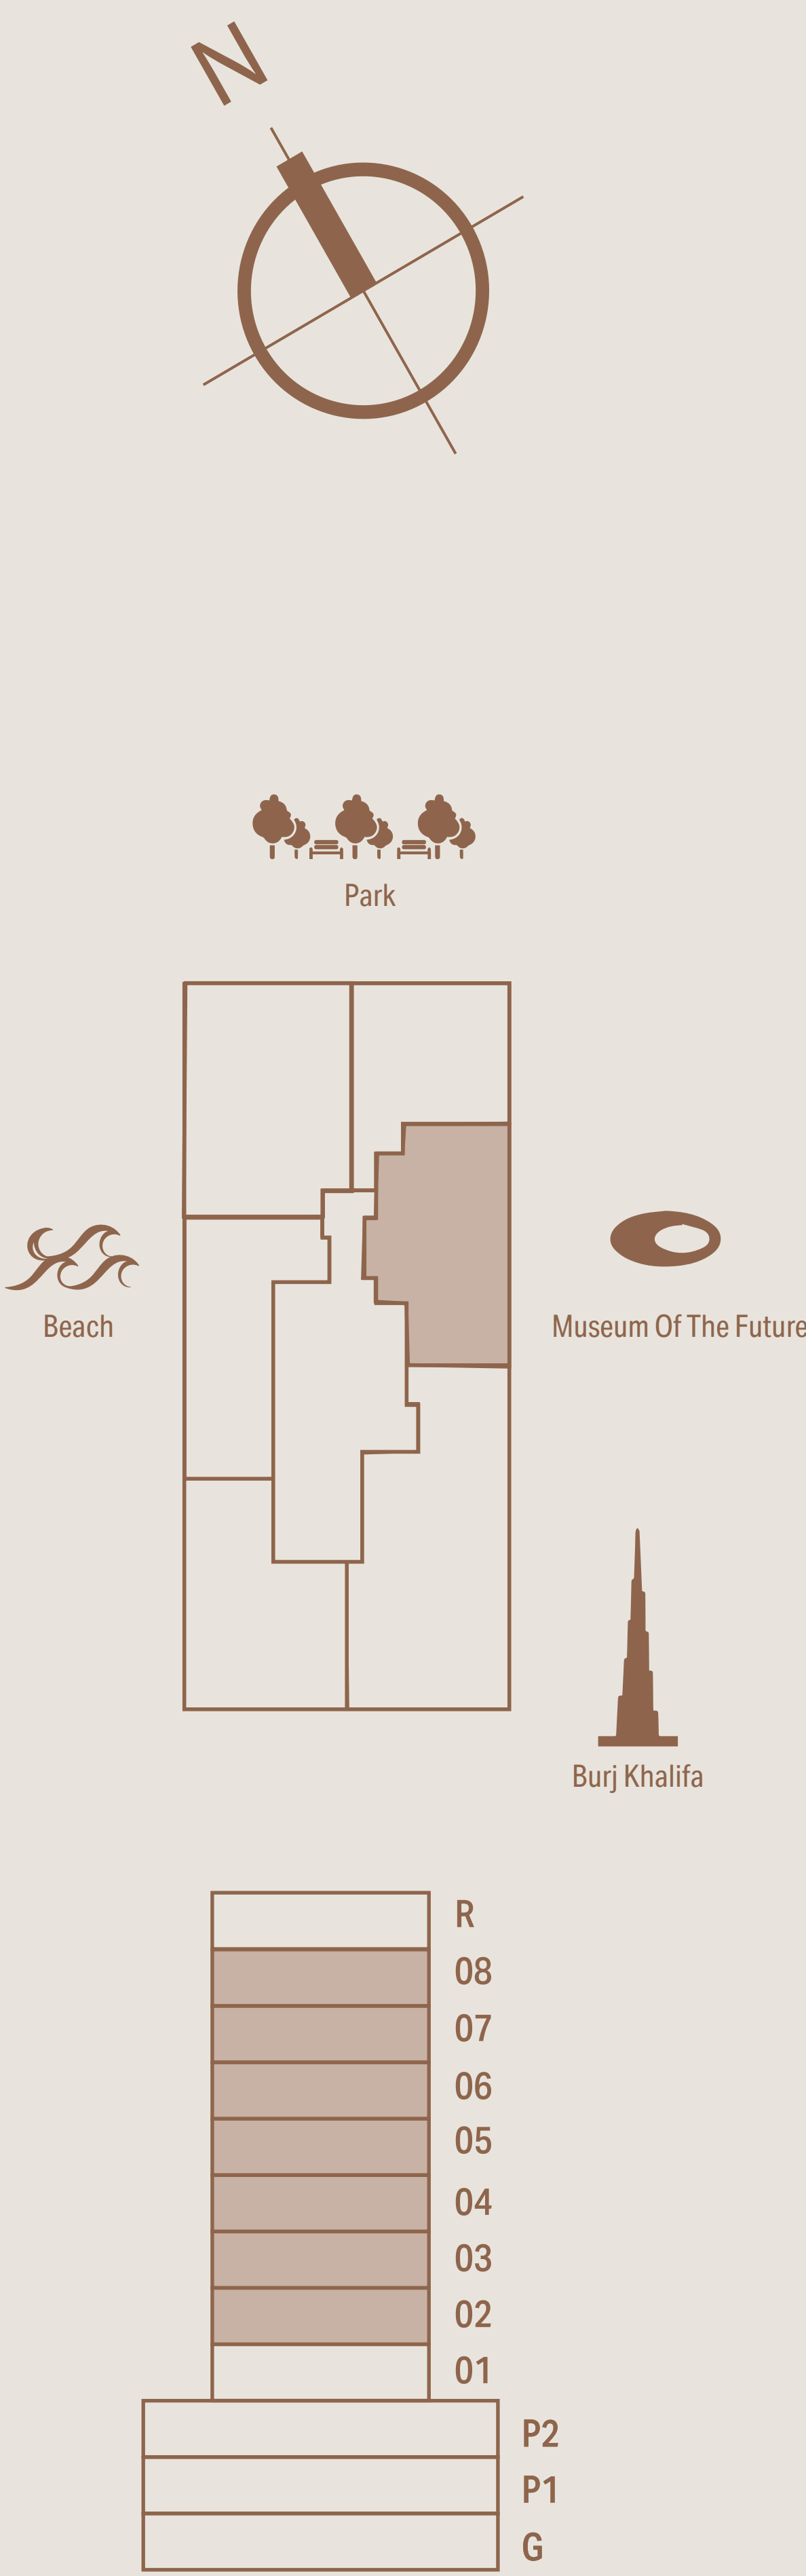 N
Park
Beach
Museum Of The Future
Burj Khalifa
R
08
07
06
05
04
03
02
01
P2
P1
G